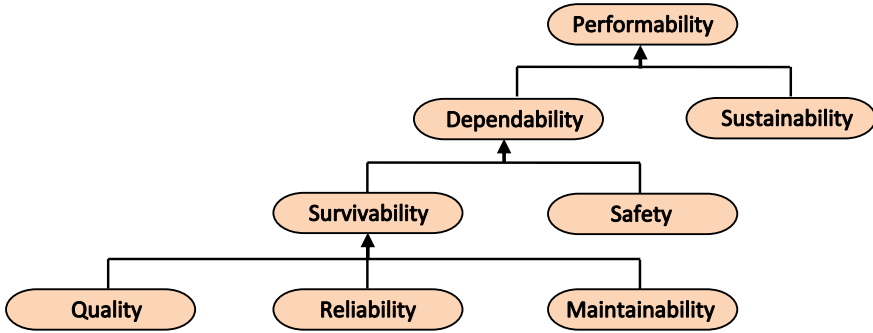 Performability
Dependability
Sustainability
Survivability
Safety
Quality
Reliability
Maintainability